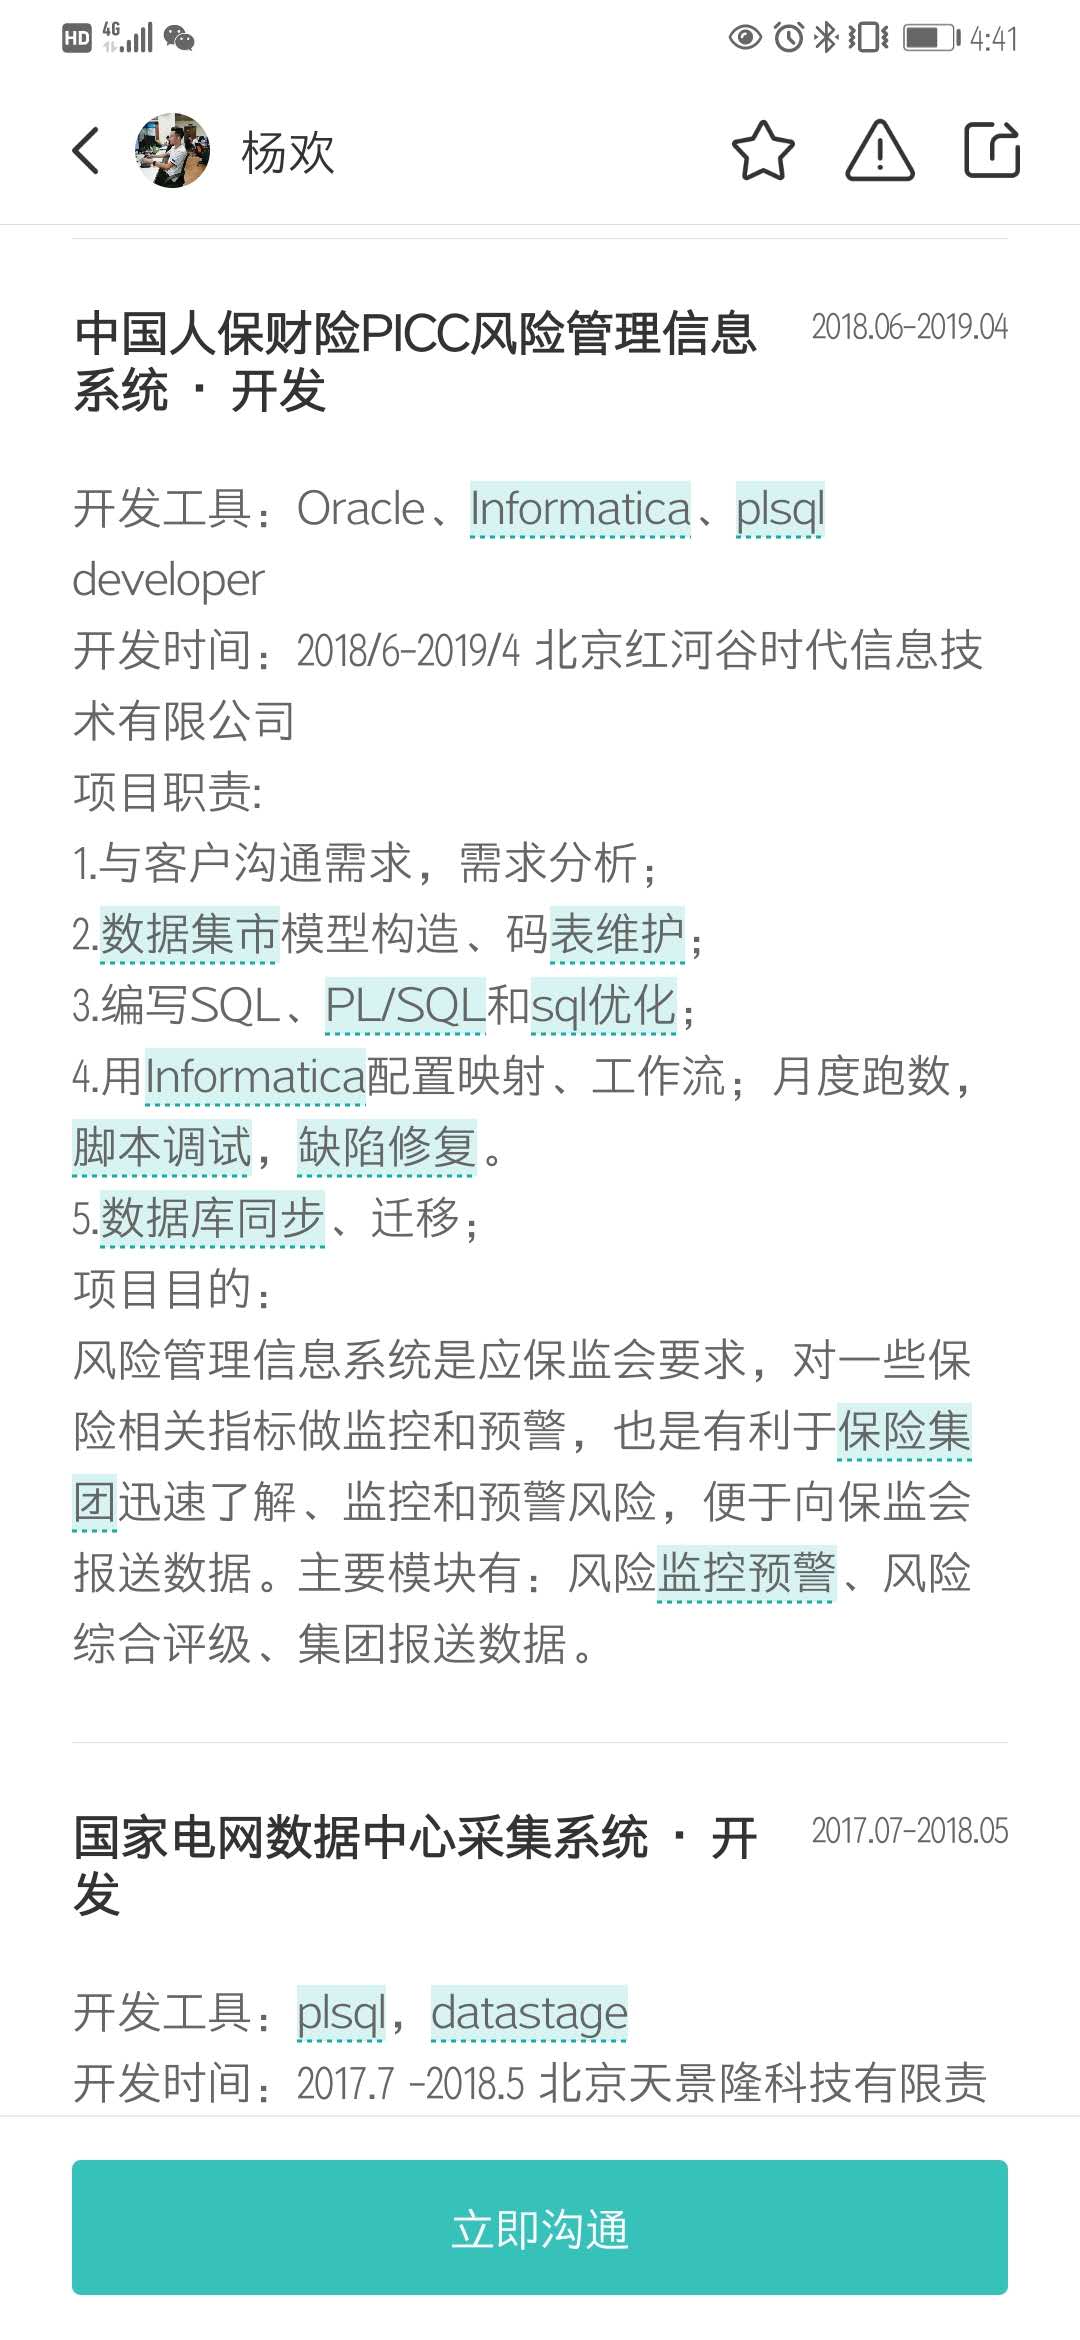 HD 4G 4:41
杨欢
中国人保财险PICC风险管理信息 2018.06-2019.04
系统 · 开发
开发工具：Oracle、Informatica、plsql
developer
开发时间：2018/6-2019/4 北京红河谷时代信息技
术有限公司
项目职责:
1.与客户沟通需求，需求分析；
2.数据集市模型构造、码表维护；
3.编写SQL、PL/SQL和sql优化；
4.用Informatica配置映射、工作流；月度跑数，
脚本调试，缺陷修复。
5.数据库同步、迁移；
项目目的：
风险管理信息系统是应保监会要求，对一些保
险相关指标做监控和预警，也是有利于保险集
团迅速了解、监控和预警风险，便于向保监会
报送数据。主要模块有：风险监控预警、风险
综合评级、集团报送数据。
国家电网数据中心采集系统 · 开 2017.07-2018.05
发
开发工具：plsql，datastage
开发时间：2017.7 -2018.5 北京天景隆科技有限责
立即沟通